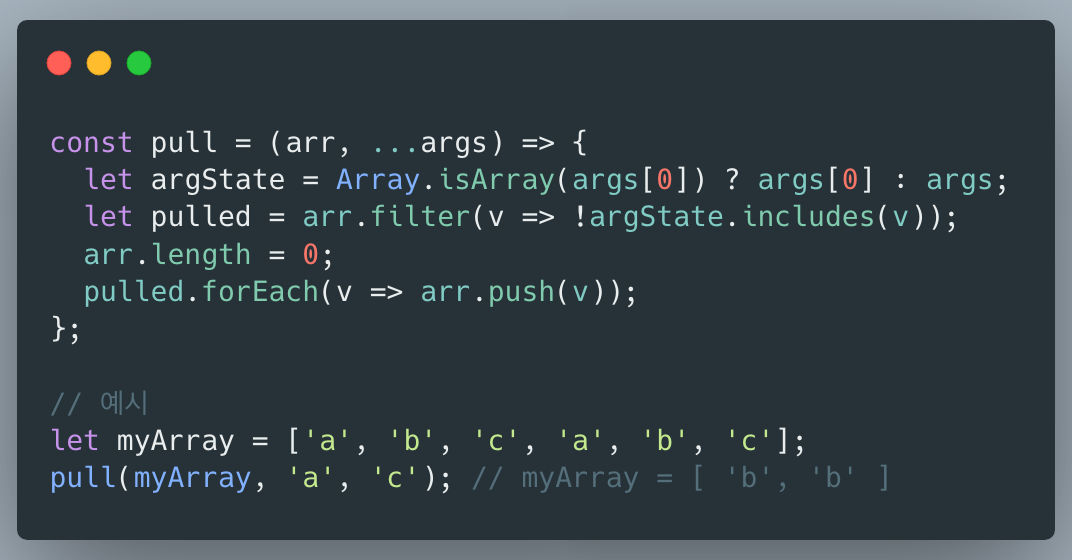 const pull = (arr, ...args) => {
  let argState = Array.isArray(args[0]) ? args[0] : args;
  let pulled = arr.filter(v => !argState.includes(v));
  arr.length = 0;
  pulled.forEach(v => arr.push(v));
};

// 예시
let myArray = ['a', 'b', 'c', 'a', 'b', 'c'];
pull(myArray, 'a', 'c'); // myArray = [ 'b', 'b' ]